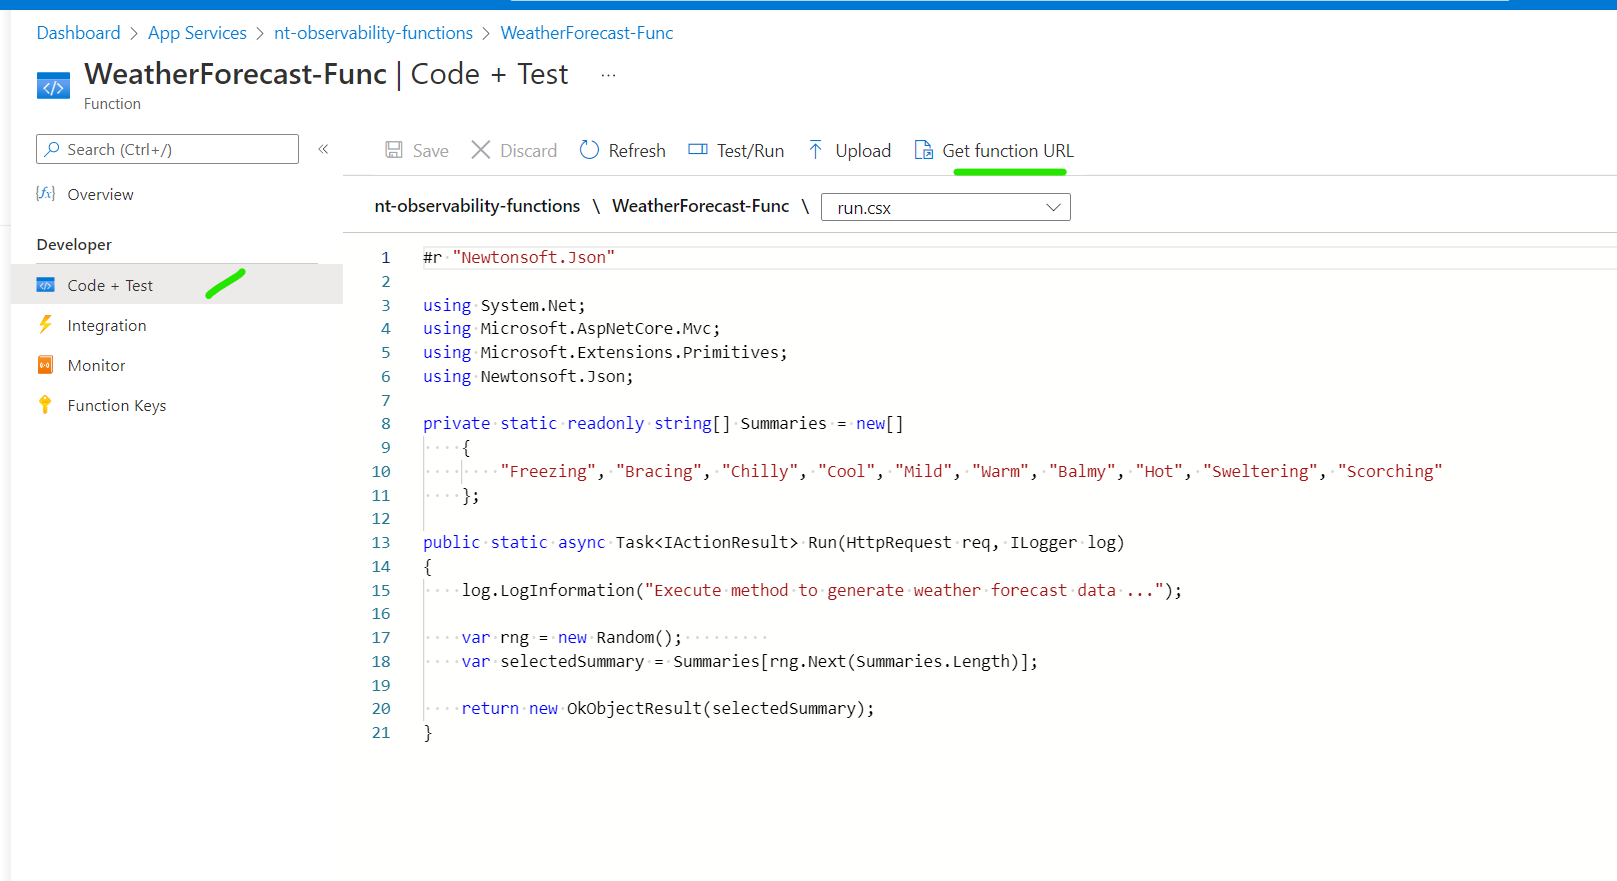 Dashboard > App Services > nt-observability-functions > WeatherForecast-Func
WeatherForecast-Func | Code + Test ...
Function
Search (Ctrl+/) «
Save Discard Refresh Test/Run Upload Get function URL
Overview
nt-observability-functions \ WeatherForecast-Func \ run.csx
Developer
Code + Test
Integration
Monitor
Function Keys
1 #r "Newtonsoft.Json"
2
3 using System.Net;
4 using Microsoft.AspNetCore.Mvc;
5 using Microsoft.Extensions.Primitives;
6 using Newtonsoft.Json;
7
8 private static readonly string[] Summaries = new[]
9 {
10 "Freezing", "Bracing", "Chilly", "Cool", "Mild", "Warm", "Balmy", "Hot", "Sweltering", "Scorching"
11 };
12
13 public static async Task<IActionResult> Run(HttpRequest req, ILogger log)
14 {
15 log.LogInformation("Execute method to generate weather forecast data ...");
16
17 var rng = new Random();
18 var selectedSummary = Summaries[rng.Next(Summaries.Length)];
19
20 return new OkObjectResult(selectedSummary);
21 }